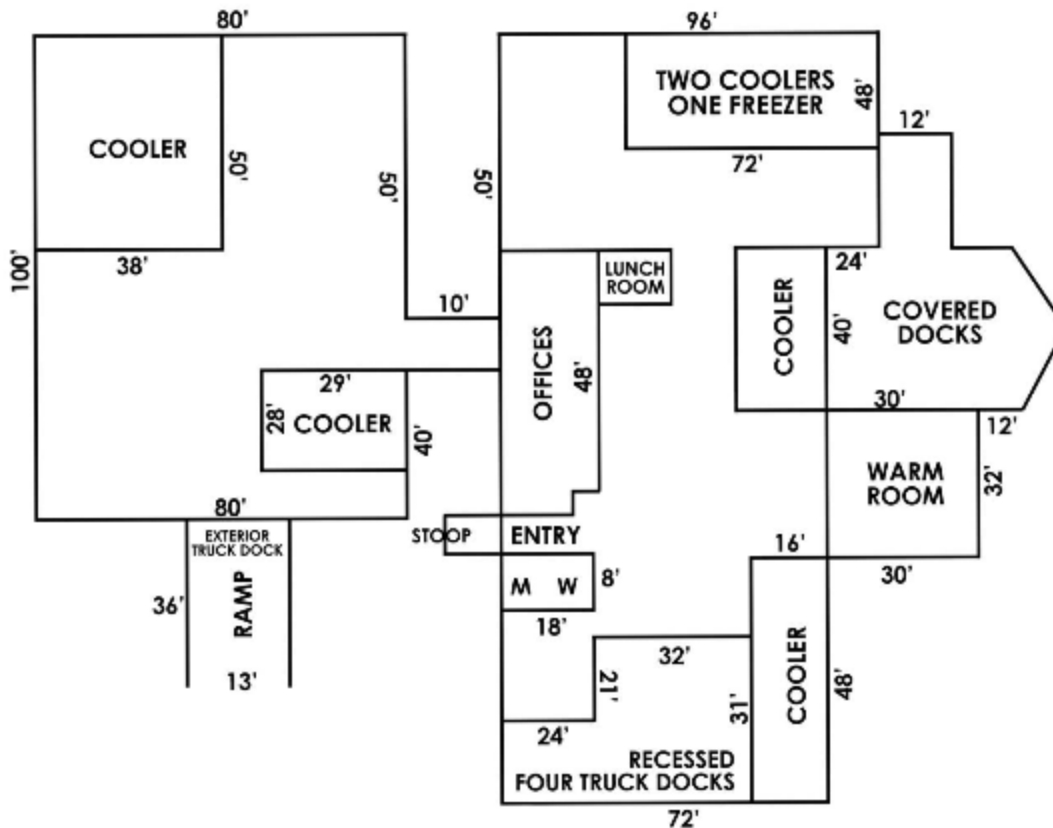 80'
96'
TWO COOLERS
ONE FREEZER
48'
12'
COOLER
50'
50'
50'
72'
100'
38'
24'
LUNCH
ROOM
10'
COOLER
40'
COVERED
DOCKS
OFFICES
48'
29'
28'
COOLER
40'
30'
12'
WARM
ROOM
32'
80'
EXTERIOR
TRUCK DOCK
STOOP
ENTRY
16'
30'
36'
RAMP
M W
8'
18'
13'
32'
21'
31'
COOLER
48'
24'
RECESSED
FOUR TRUCK DOCKS
72'